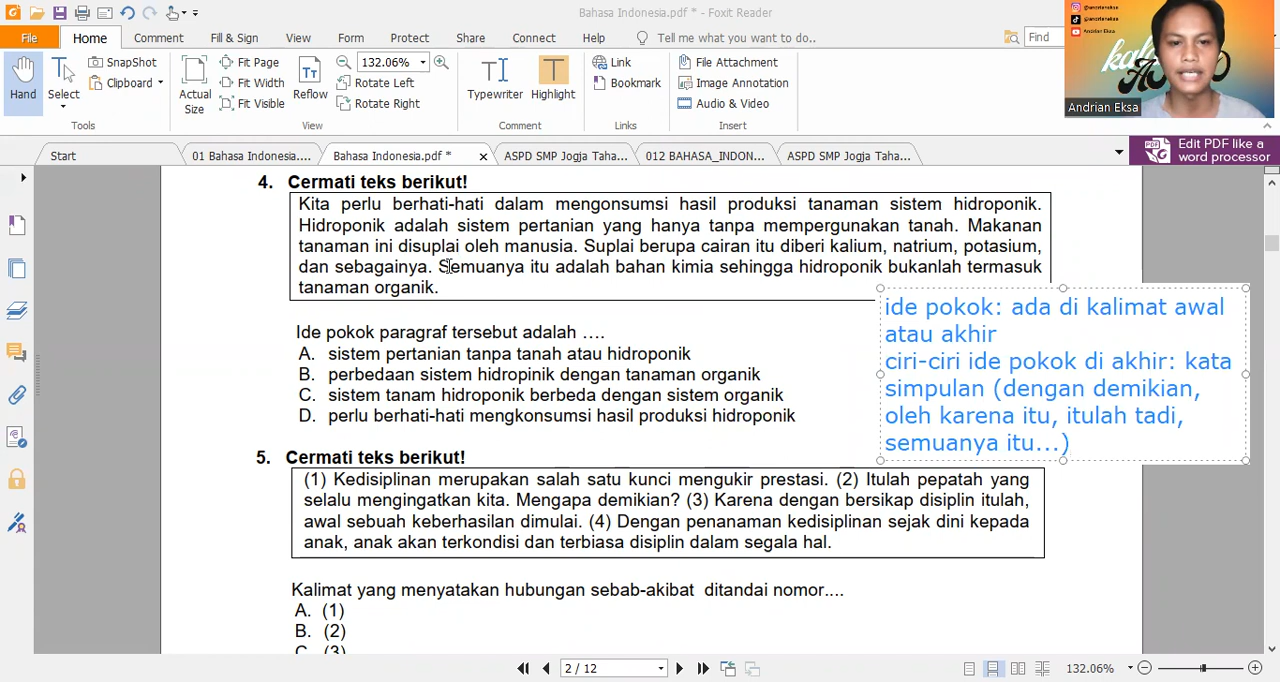 Bahasa Indonesia.pdf * - Foxit Reader
File Home Comment Fill & Sign View Form Protect Share Connect Help Tell me what you want to do.. Find
Hand
Select
SnapShot
Clipboard
Actual Size
Fit Page
Fit Width
Fit Visible
Reflow
132.06%
Rotate Left
Rotate Right
Typewriter
Highlight
Link
Bookmark
File Attachment
Image Annotation
Audio & Video
Tools View Comment Links Insert
Andrian Eksa
Start 01 Bahasa Indonesia.... Bahasa Indonesia.pdf * ASPD SMP Jogja Taha... 012 BAHASA_INDON... ASPD SMP Jogja Taha...
Edit PDF like a
word processor
4. Cermati teks berikut!
Kita perlu berhati-hati dalam mengonsumsi hasil produksi tanaman sistem hidroponik.
Hidroponik adalah sistem pertanian yang hanya tanpa mempergunakan tanah. Makanan
tanaman ini disuplai oleh manusia. Suplai berupa cairan itu diberi kalium, natrium, potasium,
dan sebagainya. Semuanya itu adalah bahan kimia sehingga hidroponik bukanlah termasuk
tanaman organik.
Ide pokok paragraf tersebut adalah ....
A. sistem pertanian tanpa tanah atau hidroponik
B. perbedaan sistem hidropinik dengan tanaman organik
C. sistem tanam hidroponik berbeda dengan sistem organik
D. perlu berhati-hati mengkonsumsi hasil produksi hidroponik
ide pokok: ada di kalimat awal
atau akhir
ciri-ciri ide pokok di akhir: kata
simpulan (dengan demikian,
oleh karena itu, itulah tadi,
semuanya itu...)
5. Cermati teks berikut!
(1) Kedisiplinan merupakan salah satu kunci mengukir prestasi. (2) Itulah pepatah yang
selalu mengingatkan kita. Mengapa demikian? (3) Karena dengan bersikap disiplin itulah,
awal sebuah keberhasilan dimulai. (4) Dengan penanaman kedisiplinan sejak dini kepada
anak, anak akan terkondisi dan terbiasa disiplin dalam segala hal.
Kalimat yang menyatakan hubungan sebab-akibat ditandai nomor....
A. (1)
B. (2)
C. (3)
2 / 12
132.06%